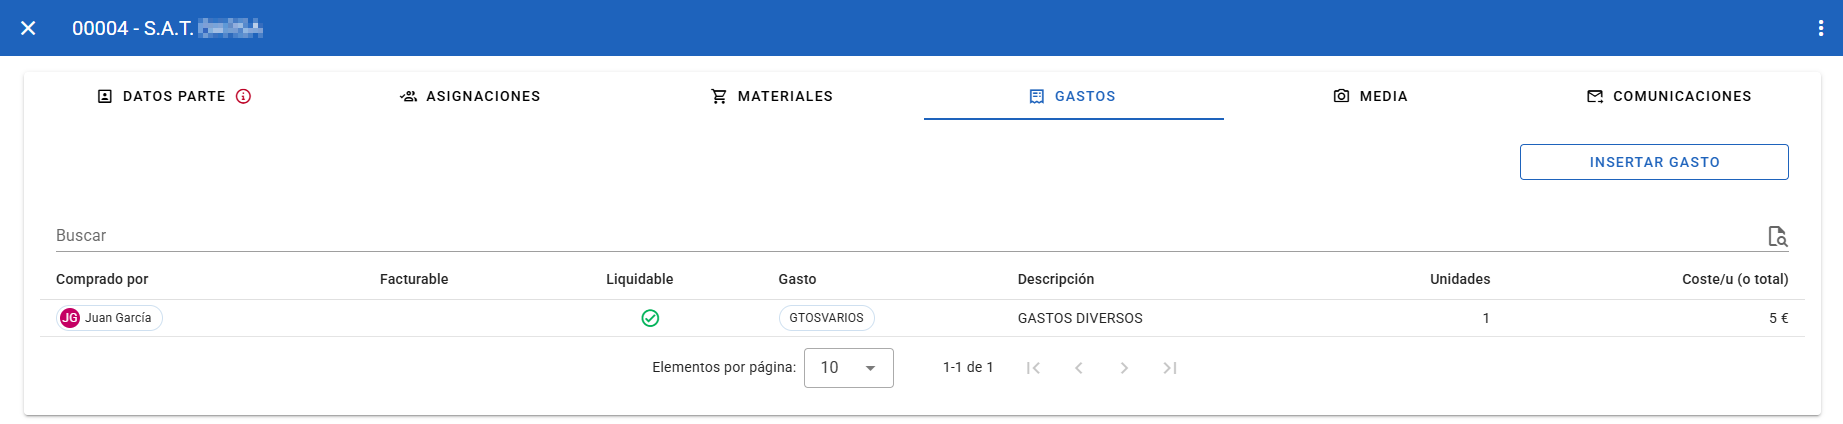 00004 - S.A.T.
DATOS PARTE
ASIGNACIONES
MATERIALES
GASTOS
MEDIA
COMUNICACIONES
INSERTAR GASTO
Buscar
Comprado por Facturable Liquidable Gasto Descripción Unidades Coste/u (o total)
JG Juan García GTOSVARIOS GASTOS DIVERSOS 1 5 €
Elementos por página: 10 1-1 de 1